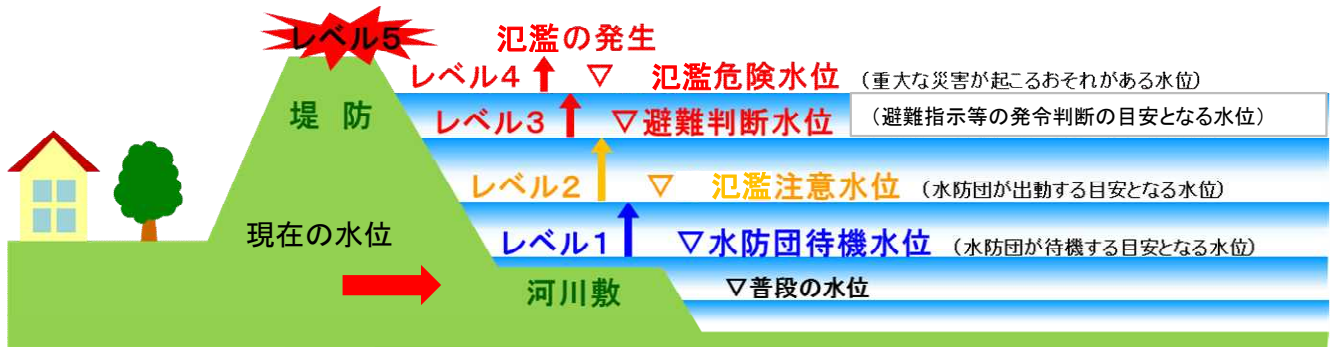 レベル5 氾濫の発生
レベル4 ▽ 氾濫危険水位 (重大な災害が起こるおそれがある水位)
堤 防
レベル3 ▽避難判断水位 (避難指示等の発令判断の目安となる水位)
レベル2 ▽ 氾濫注意水位 (水防団が出動する目安となる水位)
現在の水位
レベル1 ▽水防団待機水位 (水防団が待機する目安となる水位)
河川敷 ▽普段の水位